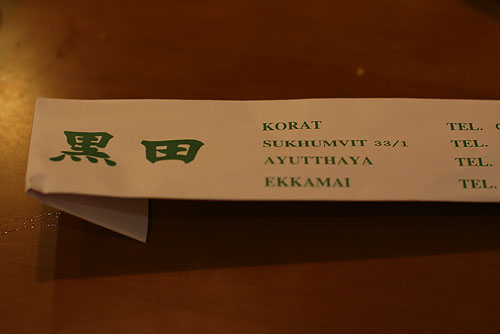 黒田
KORAT TEL.
SUKHUMVIT 33/1 TEL.
AYUTTHAYA TEL.
EKKAMAI TEL.